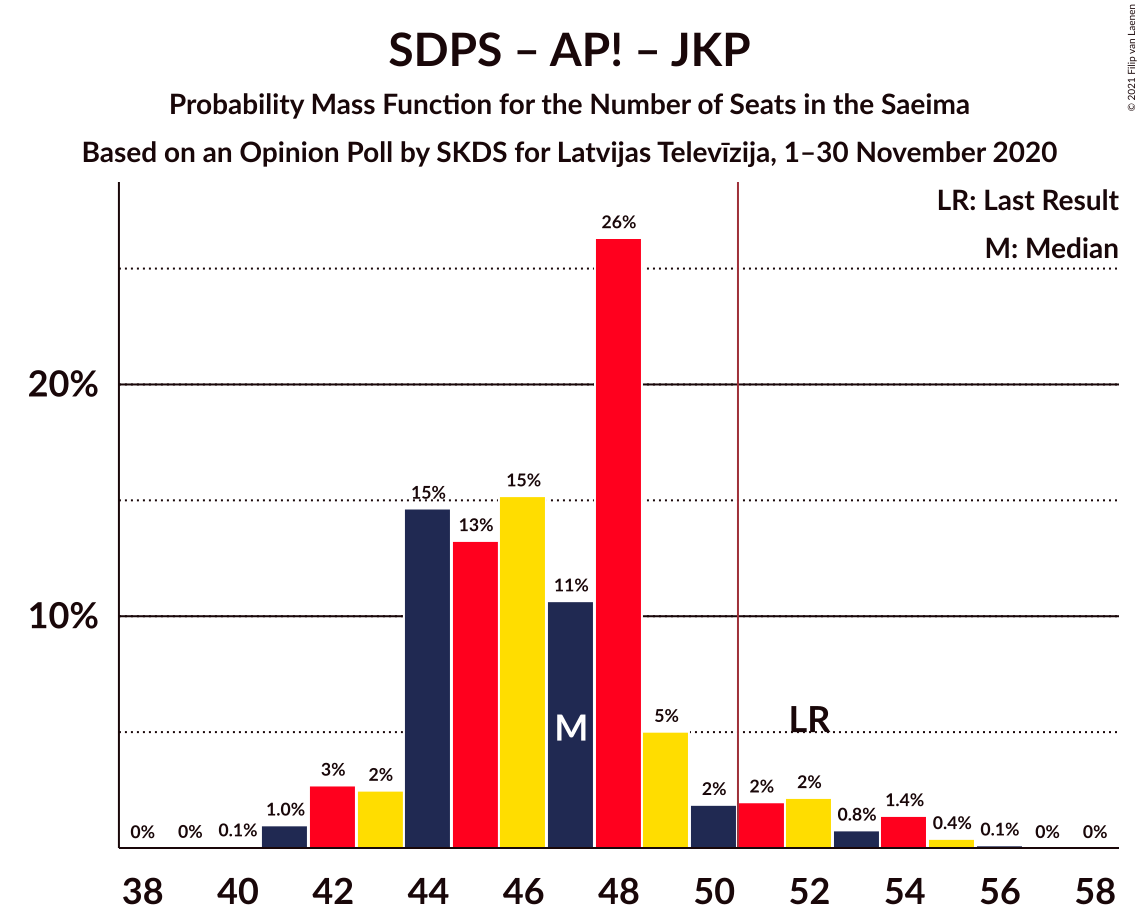 SDPS – AP! – JKP
Probability Mass Function for the Number of Seats in the Saeima
Based on an Opinion Poll by SKDS for Latvijas Televīzija, 1–30 November 2020
© 2021 Filip van Laenen
LR: Last Result
M: Median
26%
20%
15%
15%
13%
11%
10%
M
LR
5%
3%
2%
2%
2%
2%
1.4%
1.0%
0.8%
0.4%
0%
0%
0.1%
0.1%
0%
0%
38 40 42 44 46 48 50 52 54 56 58